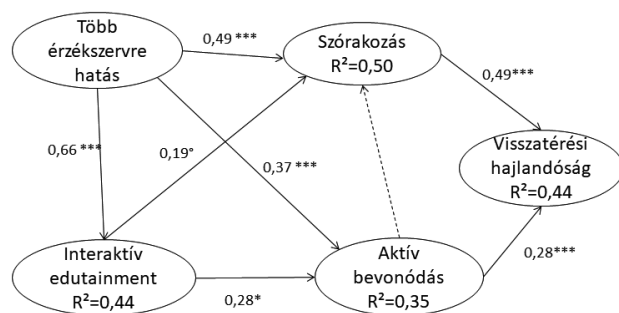 Több
érzékszervre
hatás
0,49 ***
Szórakozás
R²=0,50
0,49***
0,66 ***
0,19°
0,37 ***
Visszatérési
hajlandóság
R²=0,44
Interaktív
edutainment
R²=0,44
0,28*
Aktív
bevonódás
R²=0,35
0,28***